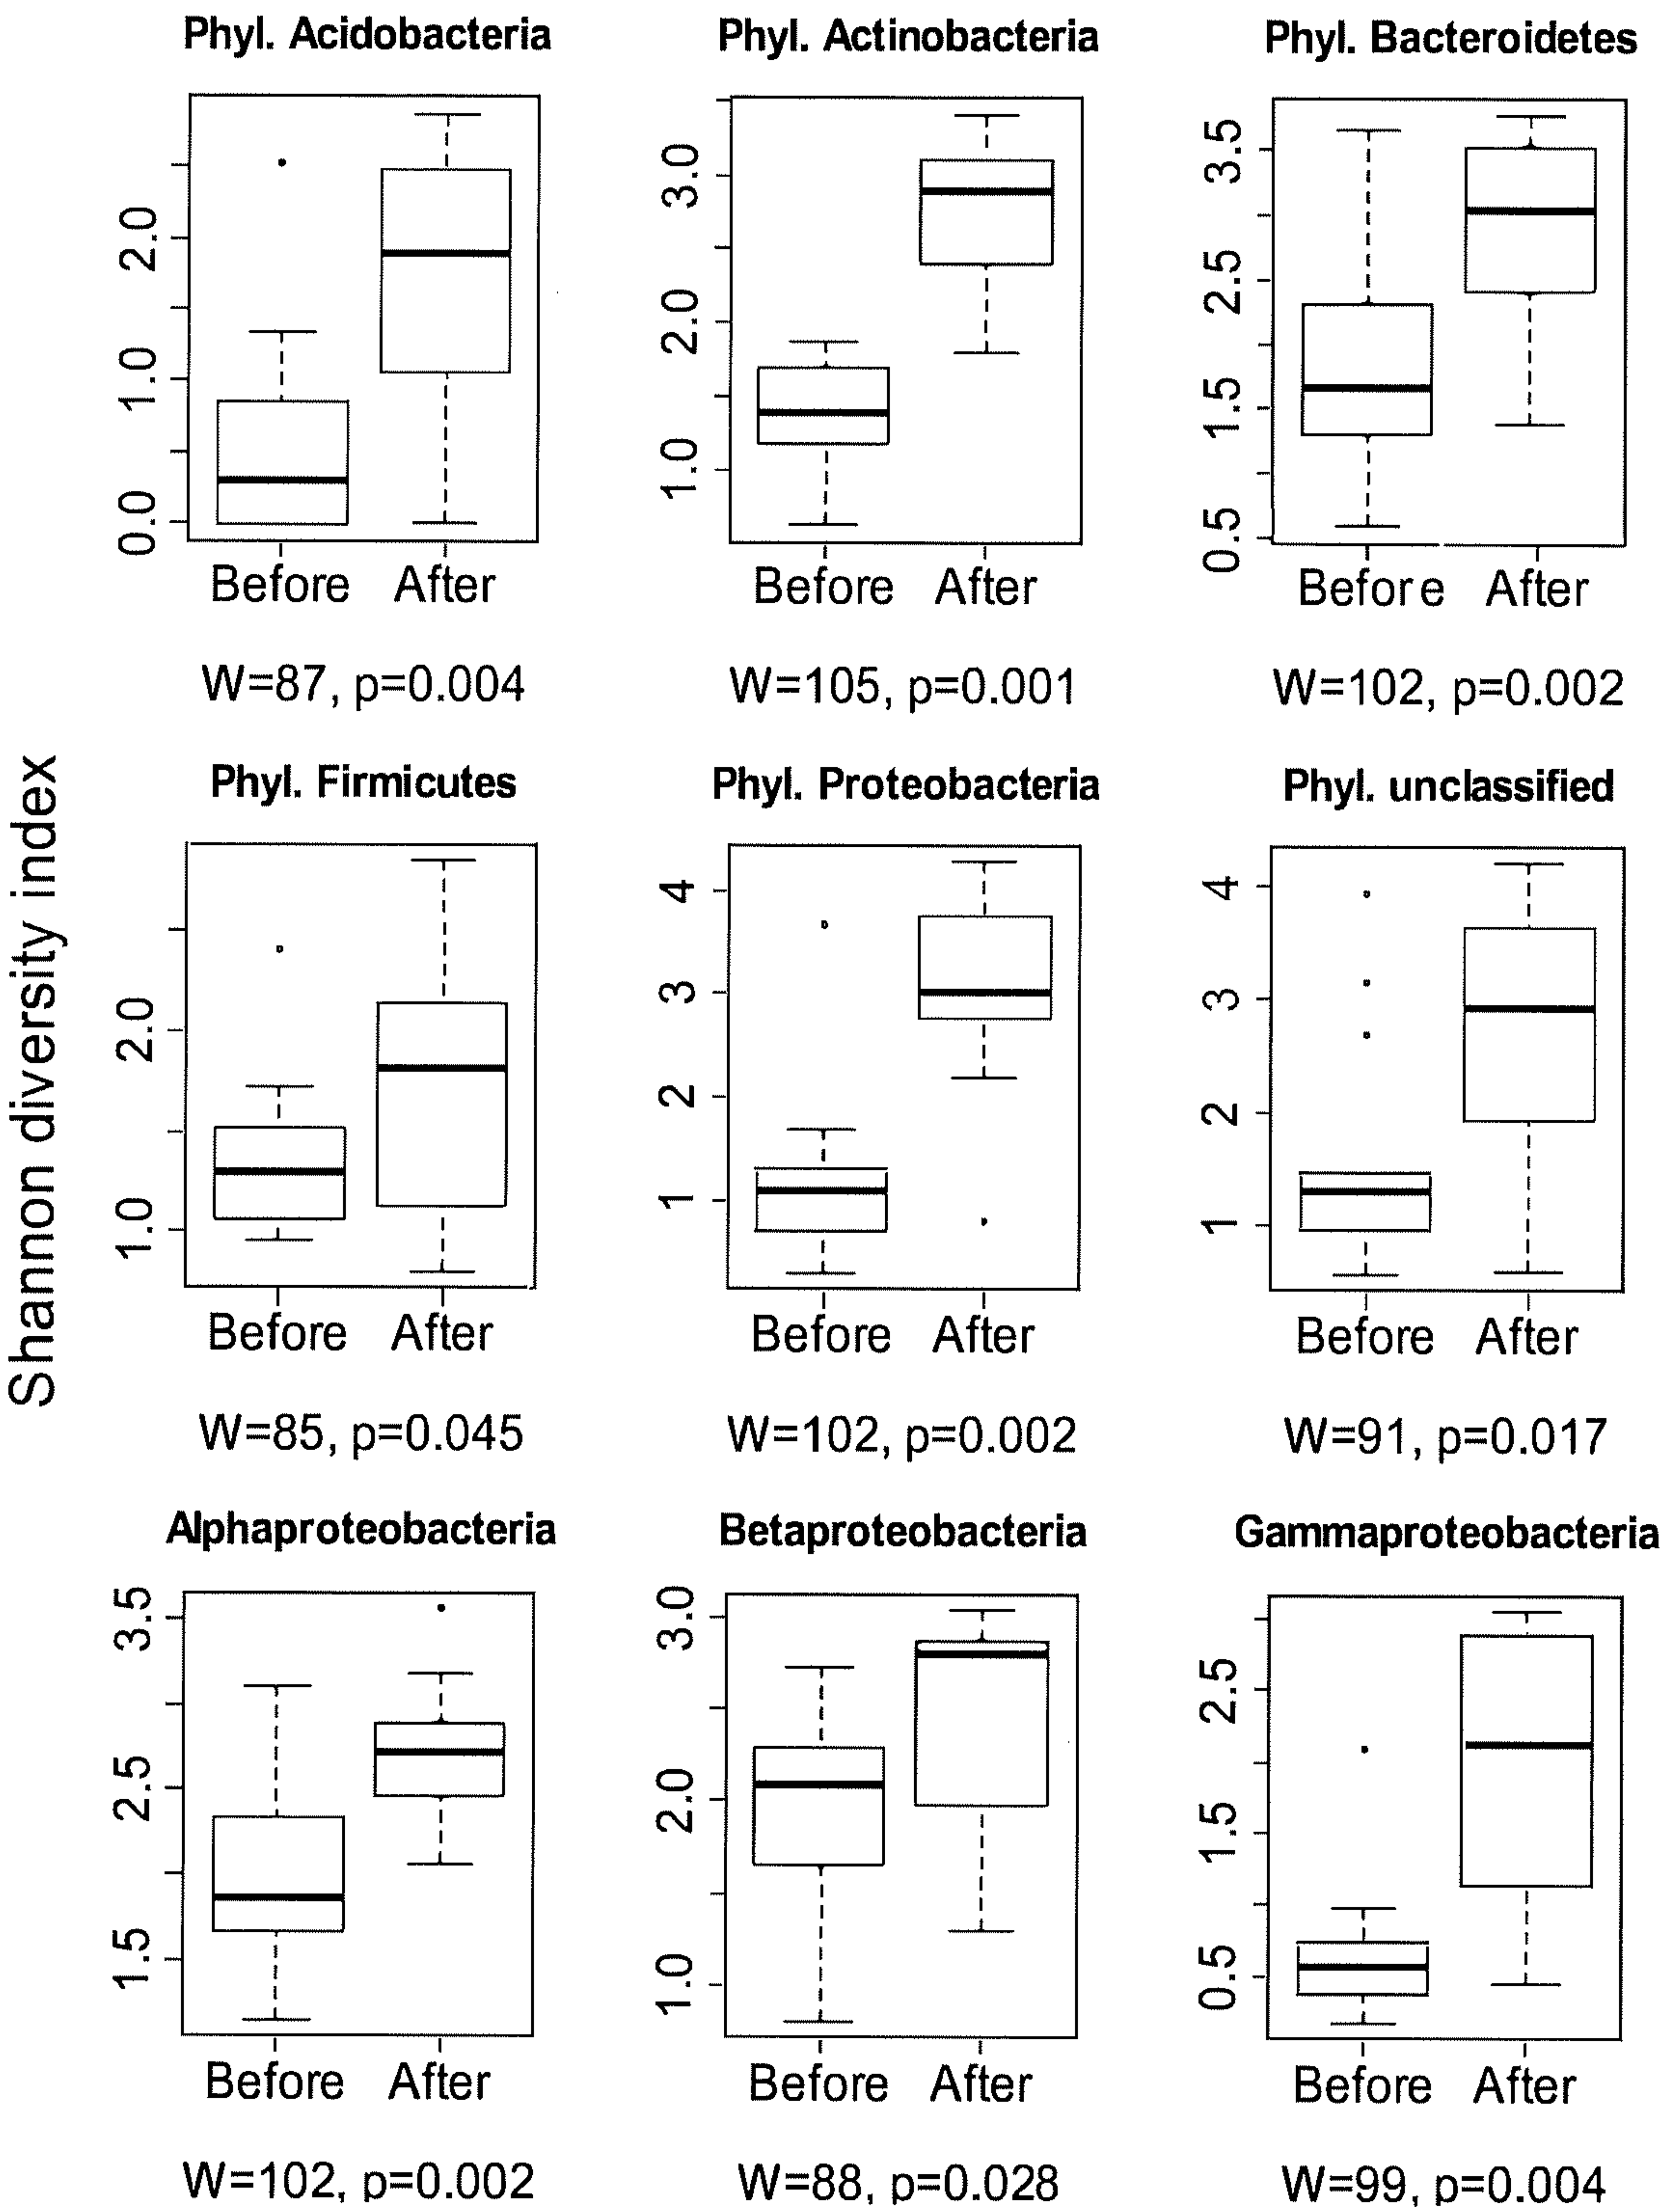 Shannon diversity index
Phyl. Acidobacteria
0.0 1.0 2.0
Before After
W=87, p=0.004
Phyl. Actinobacteria
1.0 2.0 3.0
Before After
W=105, p=0.001
Phyl. Bacteroidetes
0.5 1.5 2.5 3.5
Before After
W=102, p=0.002
Phyl. Firmicutes
1.0 2.0
Before After
W=85, p=0.045
Phyl. Proteobacteria
1 2 3 4
Before After
W=102, p=0.002
Phyl. unclassified
1 2 3 4
Before After
W=91, p=0.017
Alphaproteobacteria
1.5 2.5 3.5
Before After
W=102, p=0.002
Betaproteobacteria
1.0 2.0 3.0
Before After
W=88, p=0.028
Gammaproteobacteria
0.5 1.5 2.5
Before After
W=99, p=0.004